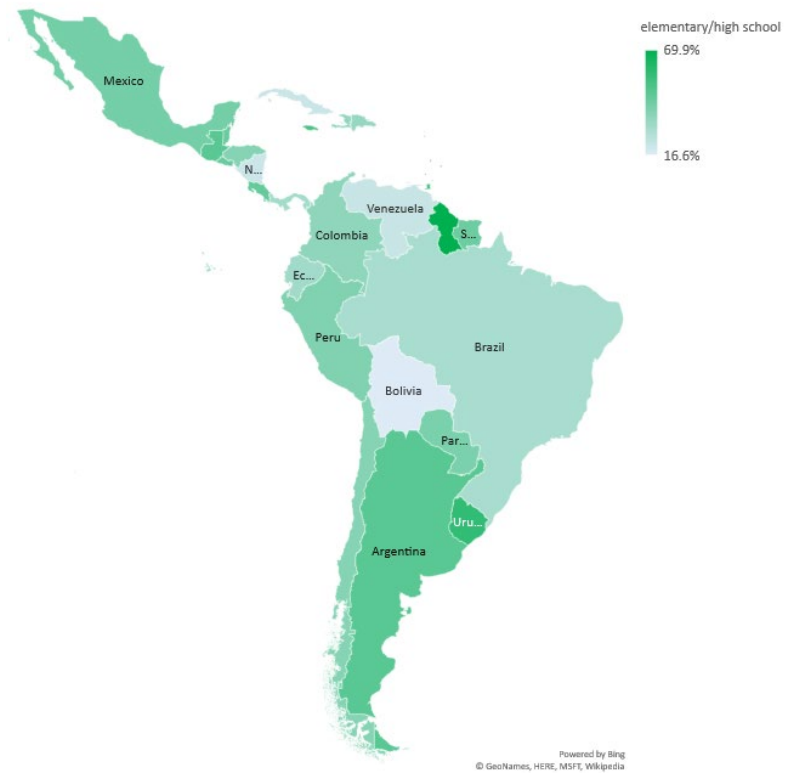 elementary/high school
69.9%
16.6%
Mexico
N...
Venezuela
Colombia
S...
Ec...
Peru
Brazil
Bolivia
Par...
Uru...
Argentina
Powered by Bing
© GeoNames, HERE, MSFT, Wikipedia